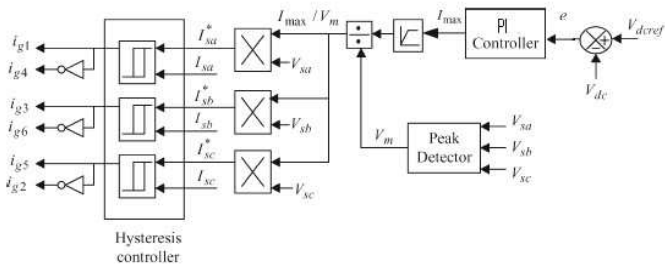 i_g1
i_g4
i_g3
i_g6
i_g5
i_g2
I*_sa
I_sa
I*_sb
I_sb
I*_sc
I_sc
Hysteresis
controller
V_sa
V_sb
V_sc
I_max / V_m
÷
I_max
PI
Controller
e
V_dcref
V_dc
V_m
Peak
Detector
V_sa
V_sb
V_sc